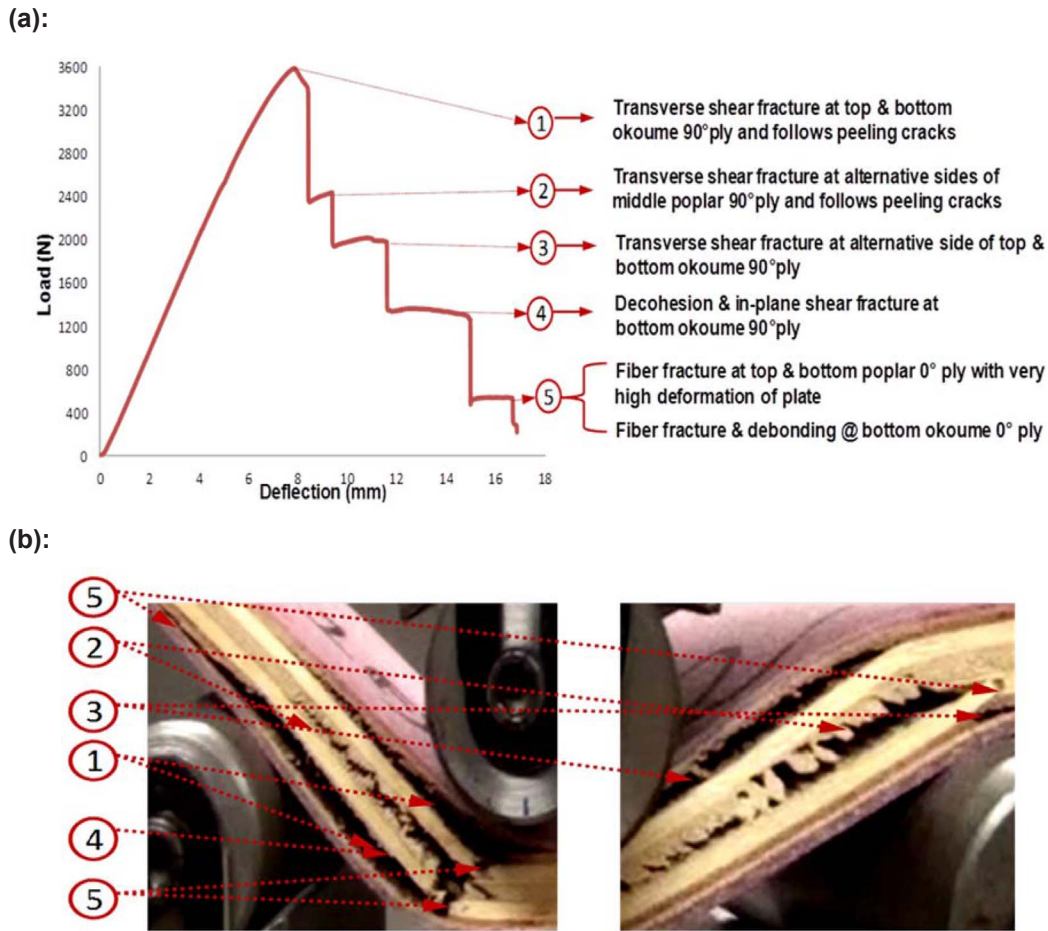 (a):
3600
3200
2800
2400
2000
1600
1200
800
400
0
Load (N)
0 2 4 6 8 10 12 14 16 18
Deflection (mm)
1 Transverse shear fracture at top & bottom
okoume 90°ply and follows peeling cracks
2 Transverse shear fracture at alternative sides of
middle poplar 90°ply and follows peeling cracks
3 Transverse shear fracture at alternative side of top &
bottom okoume 90°ply
4 Decohesion & in-plane shear fracture at
bottom okoume 90°ply
5 Fiber fracture at top & bottom poplar 0° ply with very
high deformation of plate
Fiber fracture & debonding @ bottom okoume 0° ply
(b):
5
2
3
1
4
5